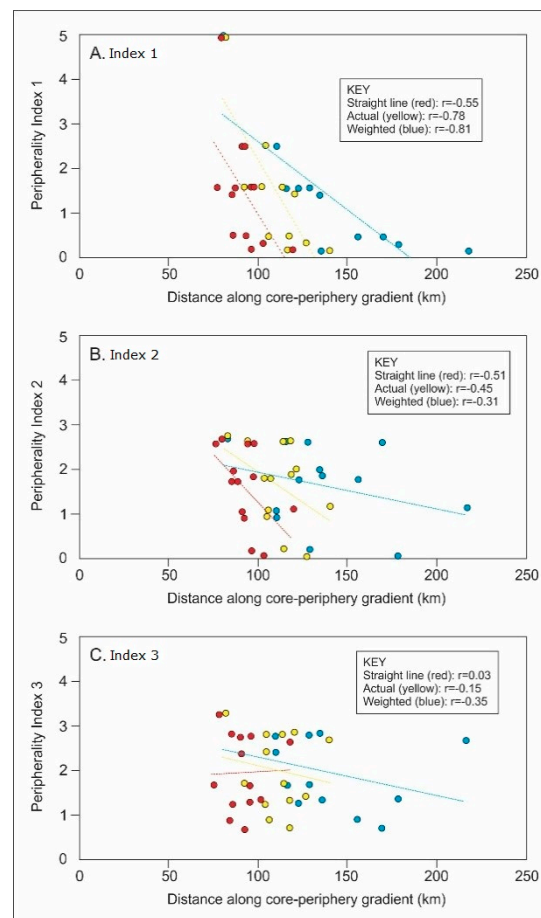 A. Index 1
KEY
Straight line (red): r=-0.55
Actual (yellow): r=-0.78
Weighted (blue): r=-0.81
Peripherality Index 1
5
4
3
2
1
0
0
50
100
150
200
250
Distance along core-periphery gradient (km)
B. Index 2
KEY
Straight line (red): r=-0.51
Actual (yellow): r=-0.45
Weighted (blue): r=-0.31
Peripherality Index 2
5
4
3
2
1
0
0
50
100
150
200
250
Distance along core-periphery gradient (km)
C. Index 3
KEY
Straight line (red): r=0.03
Actual (yellow): r=-0.15
Weighted (blue): r=-0.35
Peripherality Index 3
5
4
3
2
1
0
0
50
100
150
200
250
Distance along core-periphery gradient (km)